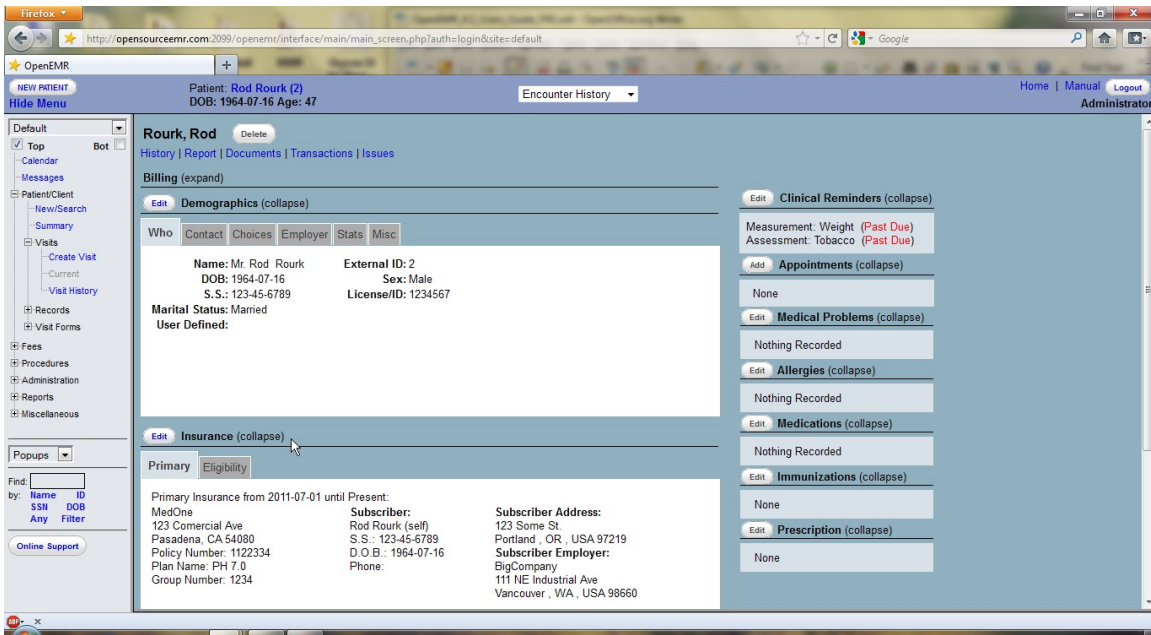 Firefox
http://opensourceemr.com:2099/openemr/interface/main/main_screen.php?auth=login&site=default
Google
OpenEMR
NEW PATIENT
Hide Menu
Patient: Rod Rourk (2)
DOB: 1964-07-16 Age: 47
Encounter History
Home | Manual Logout
Administrator
Default
Top Bot
Calendar
Messages
Patient/Client
New/Search
Summary
Visits
Create Visit
Current
Visit History
Records
Visit Forms
Fees
Procedures
Administration
Reports
Miscellaneous
Popups
Find:
by: Name ID
SSN DOB
Any Filter
Online Support
Rourk, Rod Delete
History | Report | Documents | Transactions | Issues
Billing (expand)
Edit Demographics (collapse)
Who Contact Choices Employer Stats Misc
Name: Mr. Rod Rourk External ID: 2
DOB: 1964-07-16 Sex: Male
S.S.: 123-45-6789 License/ID: 1234567
Marital Status: Married
User Defined:
Edit Insurance (collapse)
Primary Eligibility
Primary Insurance from 2011-07-01 until Present:
MedOne
123 Comercial Ave
Pasadena, CA 54080
Policy Number: 1122334
Plan Name: PH 7.0
Group Number: 1234
Subscriber:
Rod Rourk (self)
S.S.: 123-45-6789
D.O.B.: 1964-07-16
Phone:
Subscriber Address:
123 Some St.
Portland , OR , USA 97219
Subscriber Employer:
BigCompany
111 NE Industrial Ave
Vancouver , WA , USA 98660
Edit Clinical Reminders (collapse)
Measurement: Weight (Past Due)
Assessment: Tobacco (Past Due)
Add Appointments (collapse)
None
Edit Medical Problems (collapse)
Nothing Recorded
Edit Allergies (collapse)
Nothing Recorded
Edit Medications (collapse)
Nothing Recorded
Edit Immunizations (collapse)
None
Edit Prescription (collapse)
None
ABP